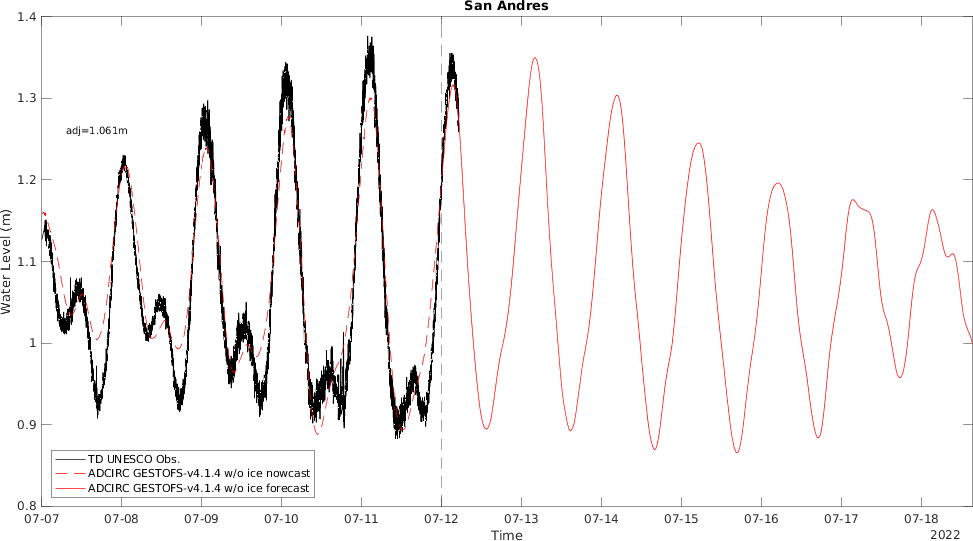 San Andres
1.4
1.3
1.2
1.1
1
0.9
0.8
Water Level (m)
adj=1.061m
TD UNESCO Obs.
ADCIRC GESTOFS-v4.1.4 w/o ice nowcast
ADCIRC GESTOFS-v4.1.4 w/o ice forecast
07-07 07-08 07-09 07-10 07-11 07-12 07-13 07-14 07-15 07-16 07-17 07-18
Time
2022